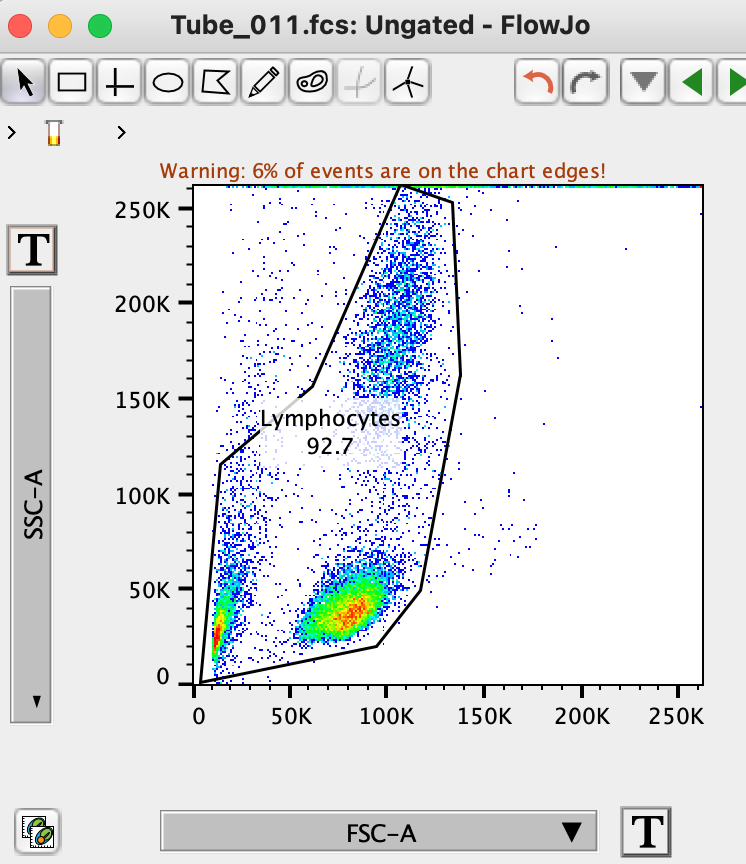 Tube_011.fcs: Ungated - FlowJo
Warning: 6% of events are on the chart edges!
250K
T
200K
150K
Lymphocytes
92.7
100K
SSC-A
50K
0
0 50K 100K 150K 200K 250K
FSC-A
T